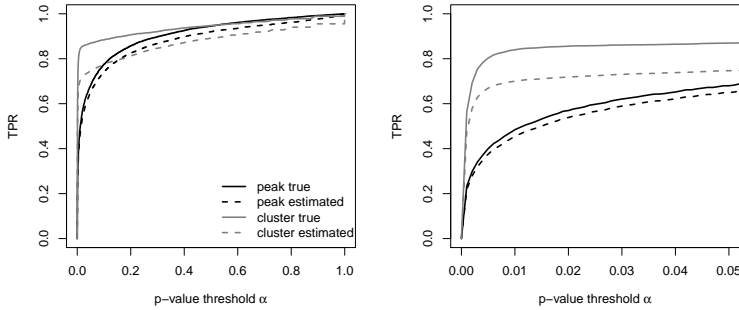 TPR
1.0
0.8
0.6
0.4
0.2
0.0
peak true
peak estimated
cluster true
cluster estimated
0.0 0.2 0.4 0.6 0.8 1.0
p-value threshold α
TPR
1.0
0.8
0.6
0.4
0.2
0.0
0.00 0.01 0.02 0.03 0.04 0.05
p-value threshold α